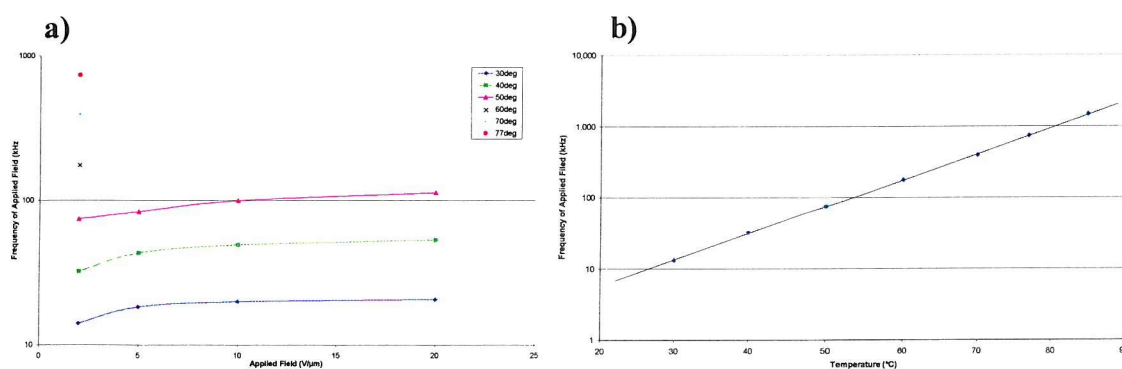 a)
1000
100
10
Frequency of Applied Field (kHz
0
5
10
15
20
25
Applied Field (V/µm)
30deg
40deg
50deg
60deg
70deg
77deg
b)
10,000
1,000
100
10
1
Frequency of Applied Filed (kHz)
20
30
40
50
60
70
80
90
Temperature (°C)